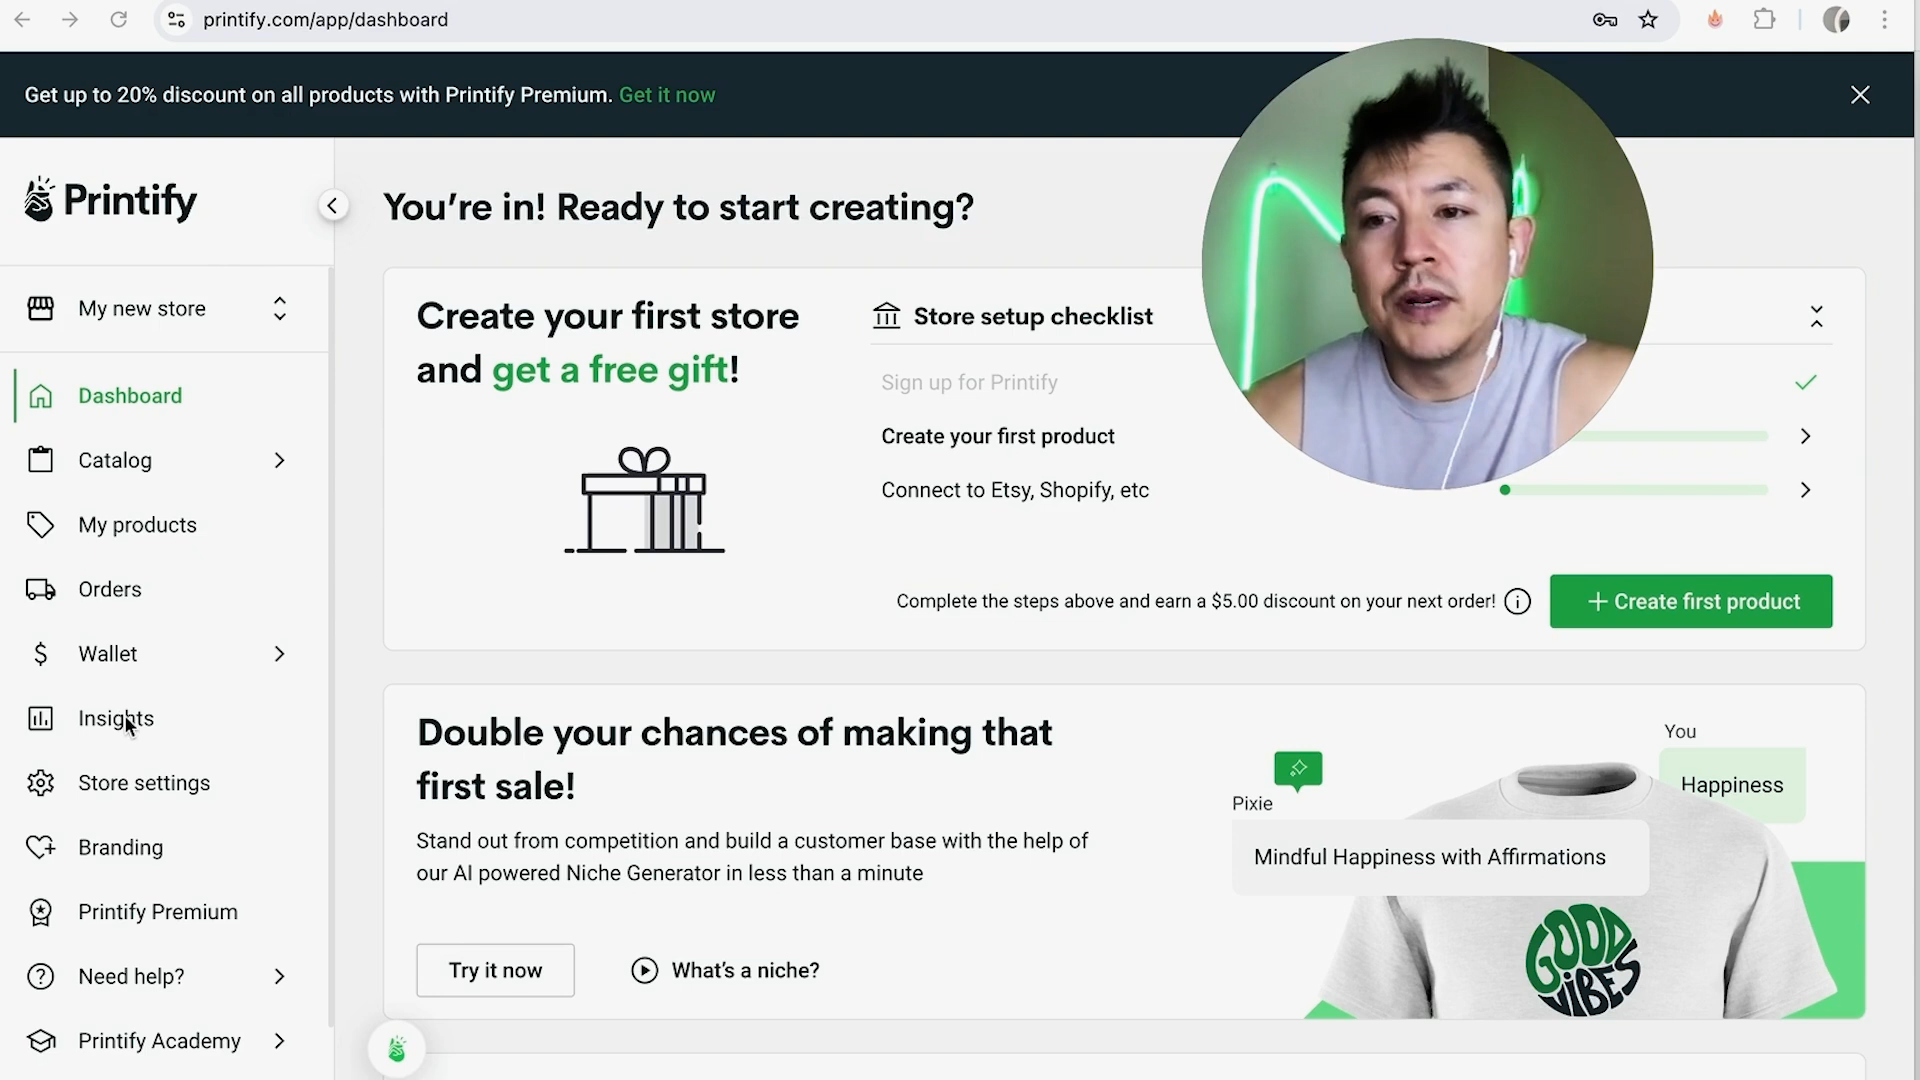 printify.com/app/dashboard
Get up to 20% discount on all products with Printify Premium. Get it now
Printify
You're in! Ready to start creating?
My new store
Dashboard
Catalog
My products
Orders
Wallet
Insights
Store settings
Branding
Printify Premium
Need help?
Printify Academy
Create your first store
and get a free gift!
Store setup checklist
Sign up for Printify
Create your first product
Connect to Etsy, Shopify, etc
Complete the steps above and earn a $5.00 discount on your next order!
+ Create first product
Double your chances of making that
first sale!
Stand out from competition and build a customer base with the help of
our AI powered Niche Generator in less than a minute
Try it now
What's a niche?
You
Happiness
Pixie
Mindful Happiness with Affirmations
GOOD
VIBES